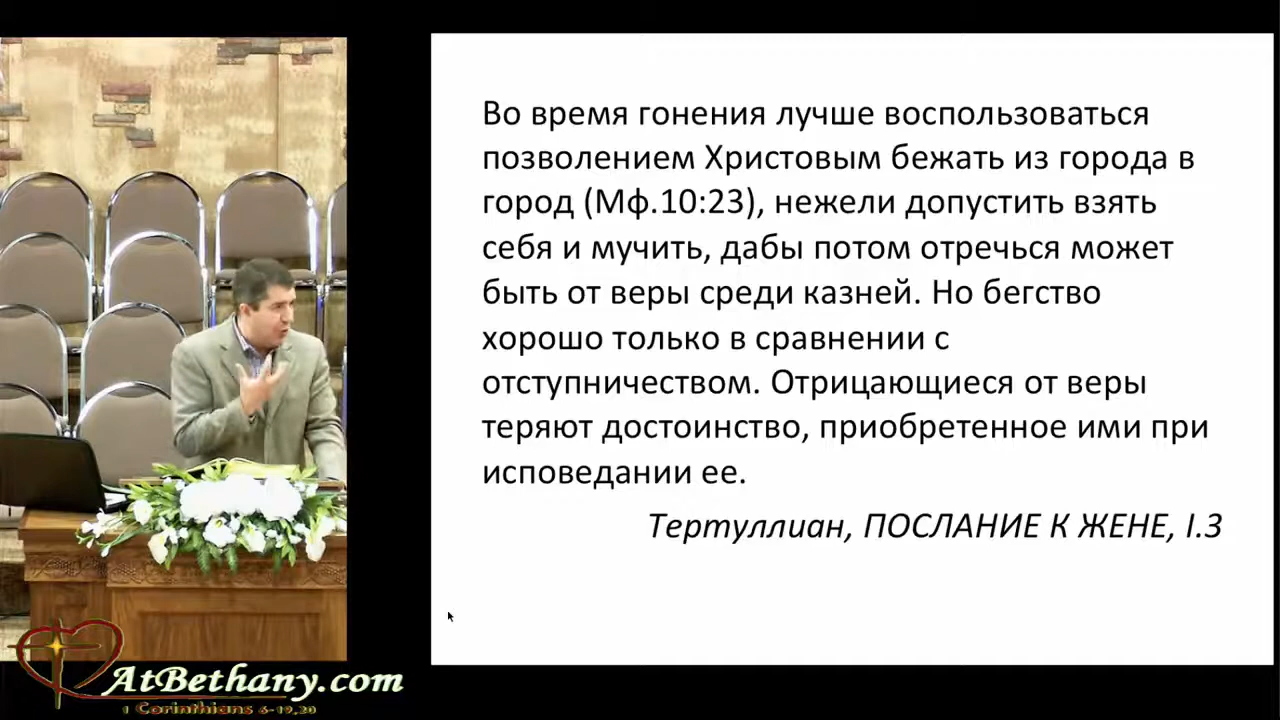 Во время гонения лучше воспользоваться
позволением Христовым бежать из города в
город (Мф.10:23), нежели допустить взять
себя и мучить, дабы потом отречься может
быть от веры среди казней. Но бегство
хорошо только в сравнении с
отступничеством. Отрицающиеся от веры
теряют достоинство, приобретенное ими при
исповедании ее.
Тертуллиан, ПОСЛАНИЕ К ЖЕНЕ, I.3
AtBethany.com
1 Corinthians 6-19,20